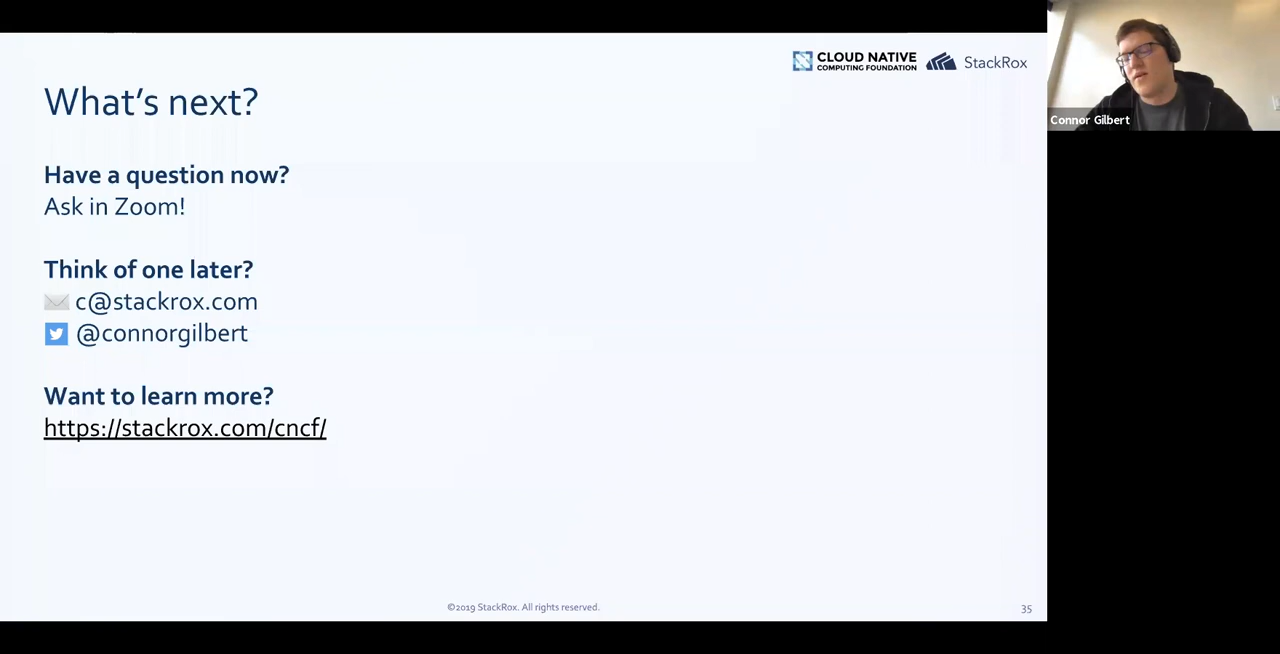 CLOUD NATIVE
COMPUTING FOUNDATION
StackRox
Connor Gilbert
What's next?
Have a question now?
Ask in Zoom!
Think of one later?
c@stackrox.com
@connorgilbert
Want to learn more?
https://stackrox.com/cncf/
©2019 StackRox. All rights reserved.
35